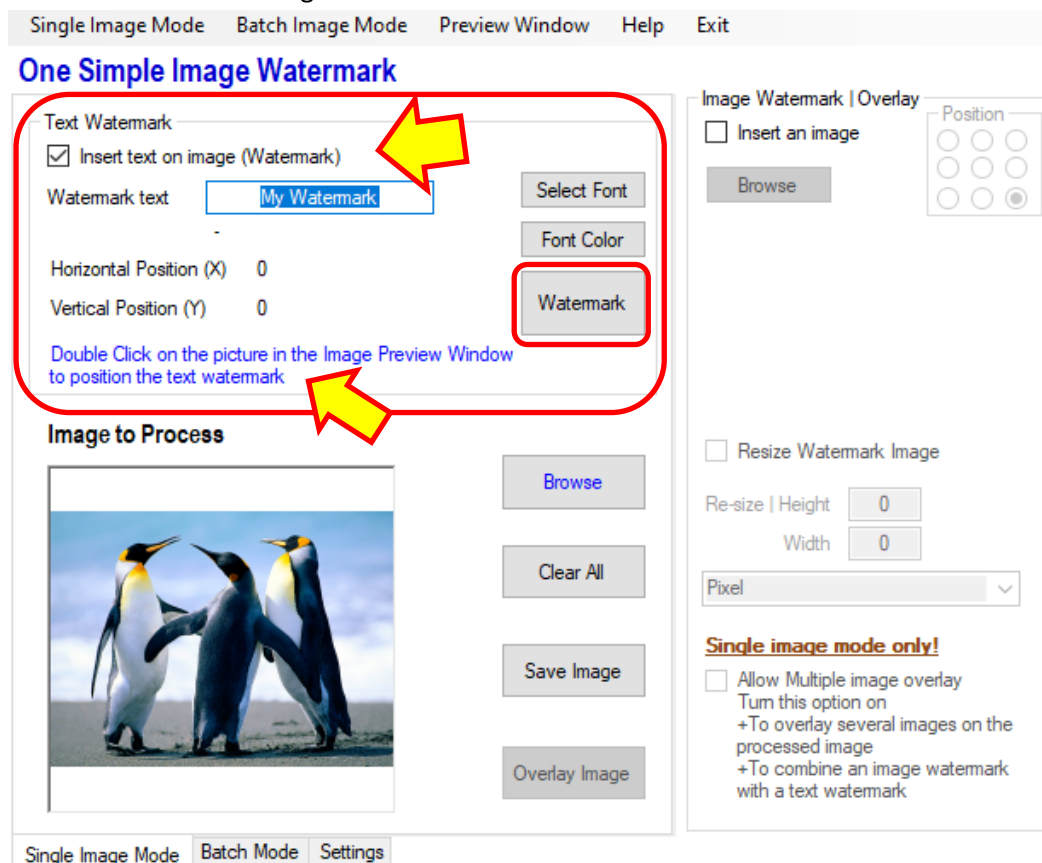 Single Image Mode Batch Image Mode Preview Window Help Exit
One Simple Image Watermark
Text Watermark
Insert text on image (Watermark)
Watermark text My Watermark
-
Horizontal Position (X) 0
Vertical Position (Y) 0
Double Click on the picture in the Image Preview Window
to position the text watermark
Select Font
Font Color
Watermark
Image to Process
Browse
Clear All
Save Image
Overlay Image
Image Watermark | Overlay
Insert an image
Position
Browse
Resize Watermark Image
Re-size | Height 0
Width 0
Pixel
Single image mode only!
Allow Multiple image overlay
Turn this option on
+To overlay several images on the
processed image
+To combine an image watermark
with a text watermark
Single Image Mode Batch Mode Settings